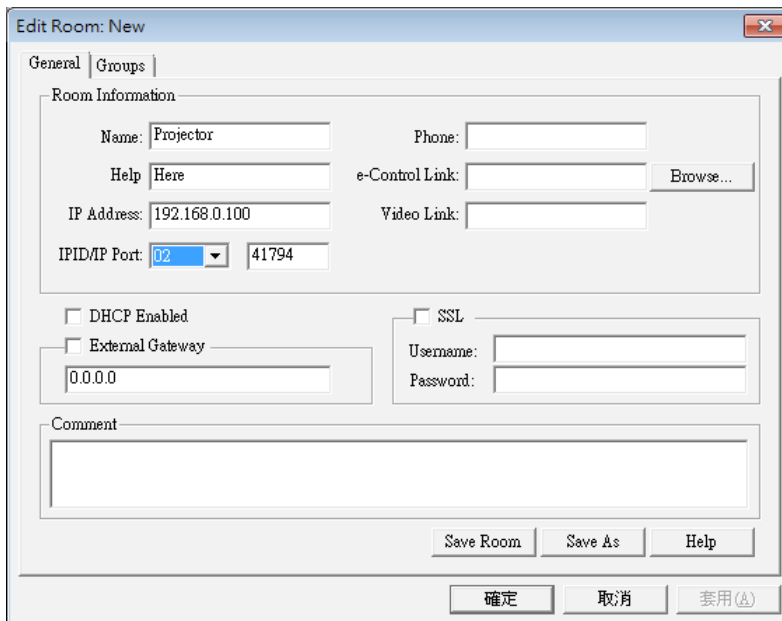 Edit Room: New
General Groups
Room Information
Name: Projector Phone:
Help Here e-Control Link: Browse...
IP Address: 192.168.0.100 Video Link:
IPID/IP Port: 02 41794
DHCP Enabled SSL
External Gateway Username:
0.0.0.0 Password:
Comment
Save Room Save As Help
確定 取消 套用(A)